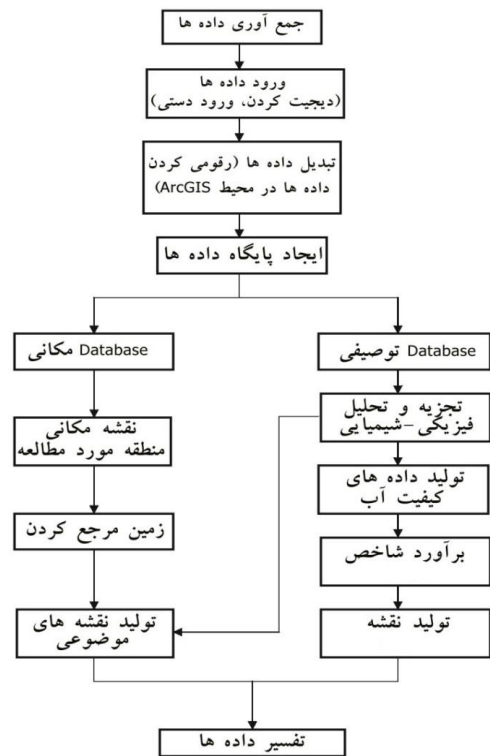 جمع آوری داده ها
ورود داده ها
(دیجیت کردن، ورود دستی)
تبدیل داده ها (رقومی کردن
داده ها در محیط ArcGIS)
ایجاد پایگاه داده ها
Database توصیفی
تجزیه و تحلیل
فیزیکی-شیمیایی
تولید داده های
کیفیت آب
برآورد شاخص
تولید نقشه
Database مکانی
نقشه مکانی
منطقه مورد مطالعه
زمین مرجع کردن
تولید نقشه های
موضوعی
تفسیر داده ها